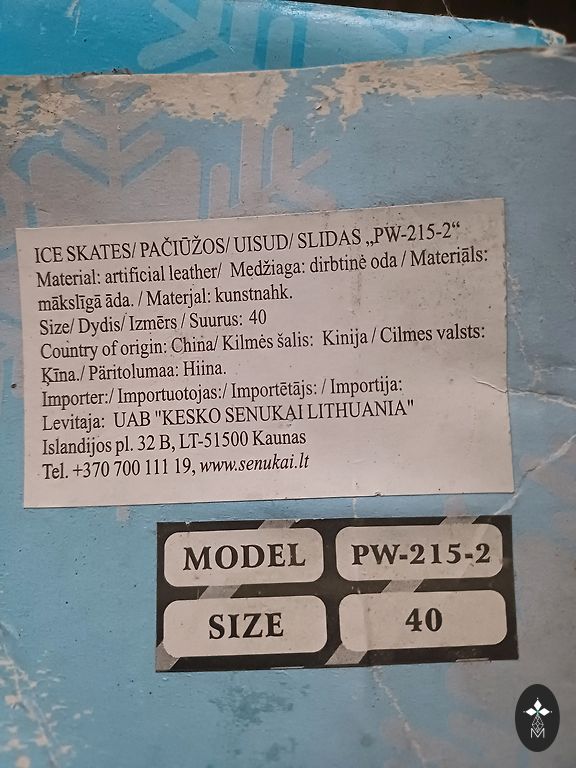 ICE SKATES/ PAČIŪŽOS/ UISUD/ SLIDAS „PW-215-2“
Material: artificial leather/ Medžiaga: dirbtinė oda / Materiāls:
mākslīgā āda. / Materjal: kunstnahk.
Size/ Dydis/ Izmērs / Suurus: 40
Country of origin: China/ Kilmės šalis: Kinija / Cilmes valsts:
Ķīna./ Päritolumaa: Hiina.
Importer:/ Importuotojas:/ Importētājs: / Importija:
Levitaja: UAB "KESKO SENUKAI LITHUANIA"
Islandijos pl. 32 B, LT-51500 Kaunas
Tel. +370 700 111 19, www.senukai.lt
MODEL PW-215-2
SIZE 40
M